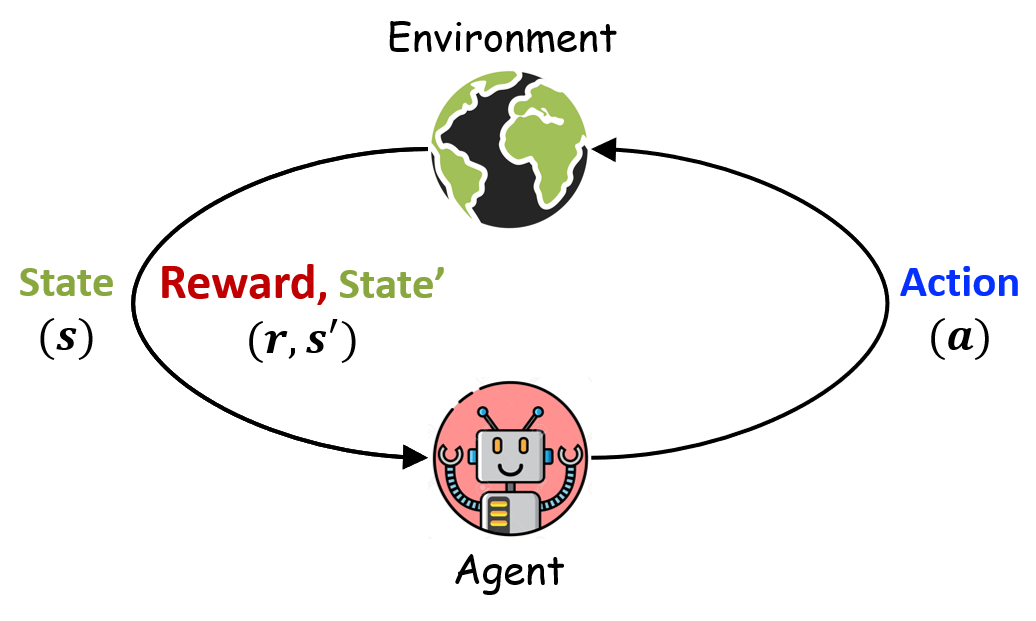 Environment
State
(s)
Reward, State’
(r, s′)
Action
(a)
Agent